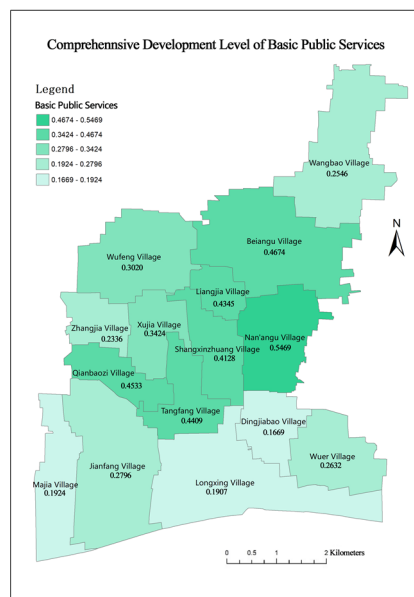 Comprehennsive Development Level of Basic Public Services
Legend
Basic Public Services
0.4674 - 0.5469
0.3424 - 0.4674
0.2796 - 0.3424
0.1924 - 0.2796
0.1669 - 0.1924
Wangbao Village
0.2546
N
Beiangu Village
0.4674
Wufeng Village
0.3020
Liangjia Village
0.4345
Zhangjia Village
0.2336
Xujia Village
0.3424
Nan'angu Village
0.5469
Shangxinzhuang Village
0.4128
Qianbaozi Village
0.4533
Tangfang Village
0.4409
Dingjiabao Village
0.1669
Wuer Village
0.2632
Jianfang Village
0.2796
Majia Village
0.1924
Longxing Village
0.1907
0 0.5 1 2 Kilometers